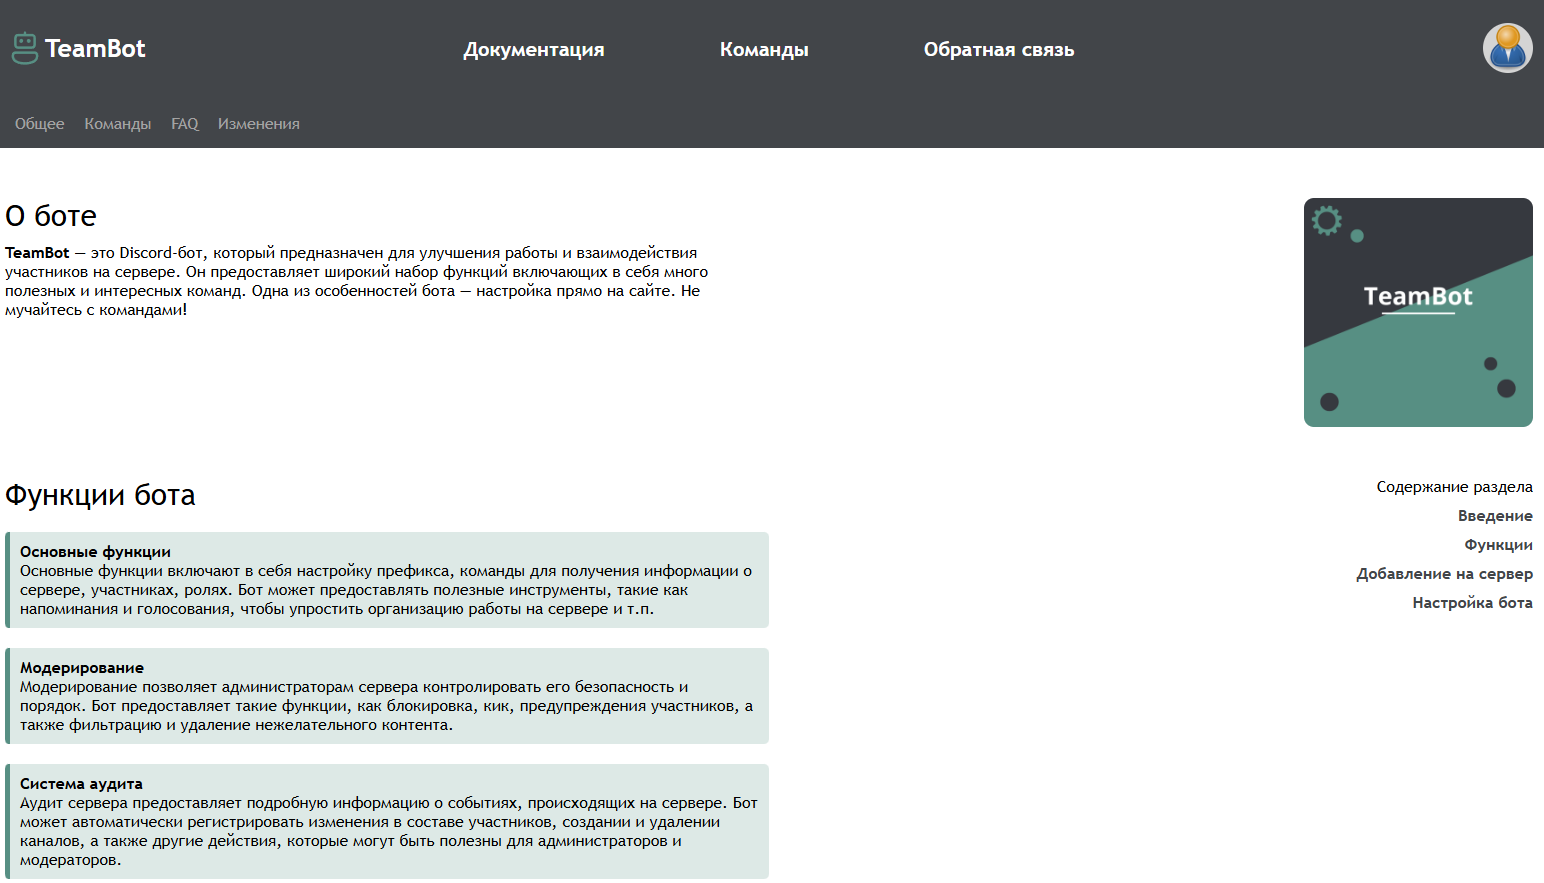 TeamBot
Документация
Команды
Обратная связь
Общее
Команды
FAQ
Изменения
О боте
TeamBot — это Discord-бот, который предназначен для улучшения работы и взаимодействия
участников на сервере. Он предоставляет широкий набор функций включающих в себя много
полезных и интересных команд. Одна из особенностей бота — настройка прямо на сайте. Не
мучайтесь с командами!
TeamBot
Функции бота
Основные функции
Основные функции включают в себя настройку префикса, команды для получения информации о
сервере, участниках, ролях. Бот может предоставлять полезные инструменты, такие как
напоминания и голосования, чтобы упростить организацию работы на сервере и т.п.
Модерирование
Модерирование позволяет администраторам сервера контролировать его безопасность и
порядок. Бот предоставляет такие функции, как блокировка, кик, предупреждения участников, а
также фильтрацию и удаление нежелательного контента.
Система аудита
Аудит сервера предоставляет подробную информацию о событиях, происходящих на сервере. Бот
может автоматически регистрировать изменения в составе участников, создании и удалении
каналов, а также другие действия, которые могут быть полезны для администраторов и
модераторов.
Содержание раздела
Введение
Функции
Добавление на сервер
Настройка бота